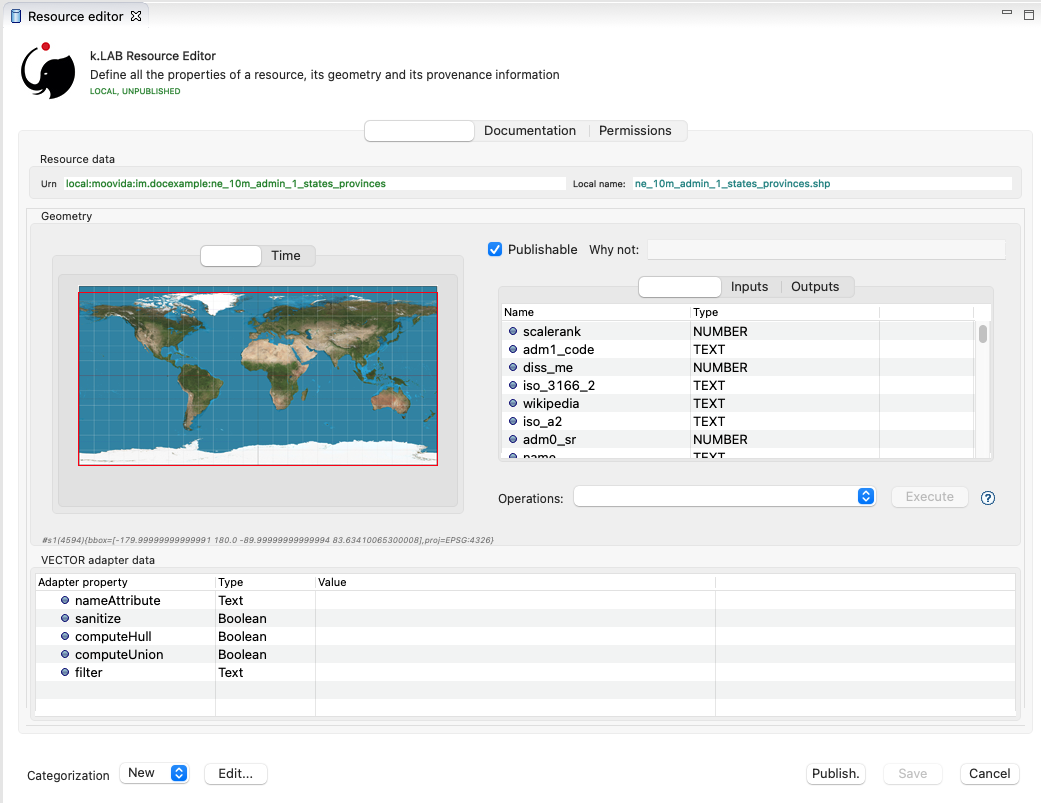 Resource editor
k.LAB Resource Editor
Define all the properties of a resource, its geometry and its provenance information
LOCAL, UNPUBLISHED
Documentation Permissions
Resource data
Urn local:moovida:im.docexample:ne_10m_admin_1_states_provinces Local name: ne_10m_admin_1_states_provinces.shp
Geometry
Time
Publishable Why not:
Inputs Outputs
Name Type
scalerank NUMBER
adm1_code TEXT
diss_me NUMBER
iso_3166_2 TEXT
wikipedia TEXT
iso_a2 TEXT
adm0_sr NUMBER
name TEXT
Operations: Execute ?
#s1(4594){bbox=[-179.99999999999991 180.0 -89.99999999999994 83.63410065300008],proj=EPSG:4326}
VECTOR adapter data
Adapter property Type Value
nameAttribute Text
sanitize Boolean
computeHull Boolean
computeUnion Boolean
filter Text
Categorization New Edit... Publish. Save Cancel